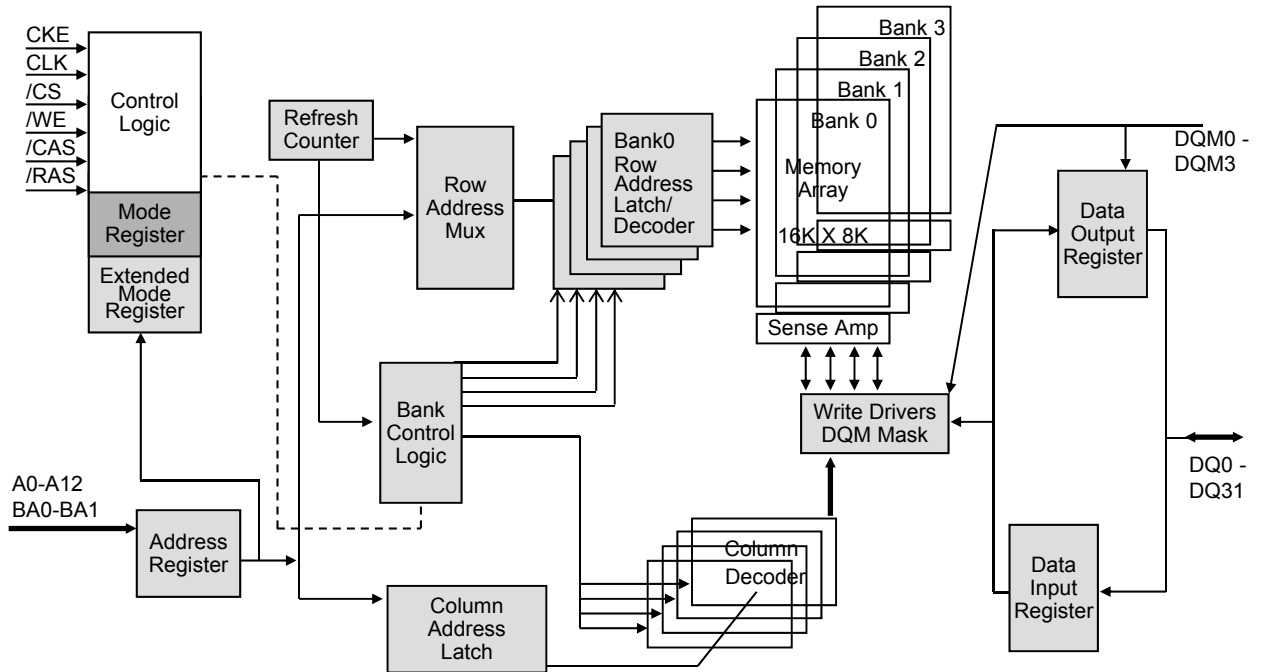 CKE
CLK
/CS
/WE
/CAS
/RAS
Control
Logic
Mode
Register
Extended
Mode
Register
Refresh
Counter
Row
Address
Mux
Bank0
Row
Address
Latch/
Decoder
Bank 3
Bank 2
Bank 1
Bank 0
Memory
Array
16K X 8K
Sense Amp
DQM0 -
DQM3
Data
Output
Register
Write Drivers
DQM Mask
Bank
Control
Logic
DQ0 -
DQ31
A0-A12
BA0-BA1
Address
Register
Column
Address
Latch
Column
Decoder
Data
Input
Register